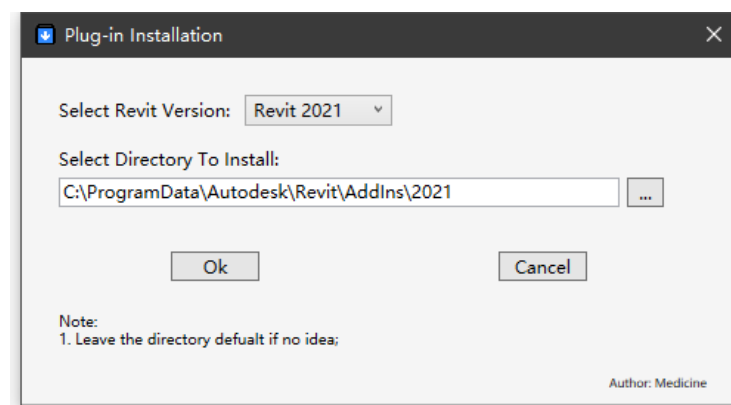 Plug-in Installation
Select Revit Version: Revit 2021
Select Directory To Install:
C:\ProgramData\Autodesk\Revit\AddIns\2021 ...
Ok Cancel
Note:
1. Leave the directory defualt if no idea;
Author: Medicine